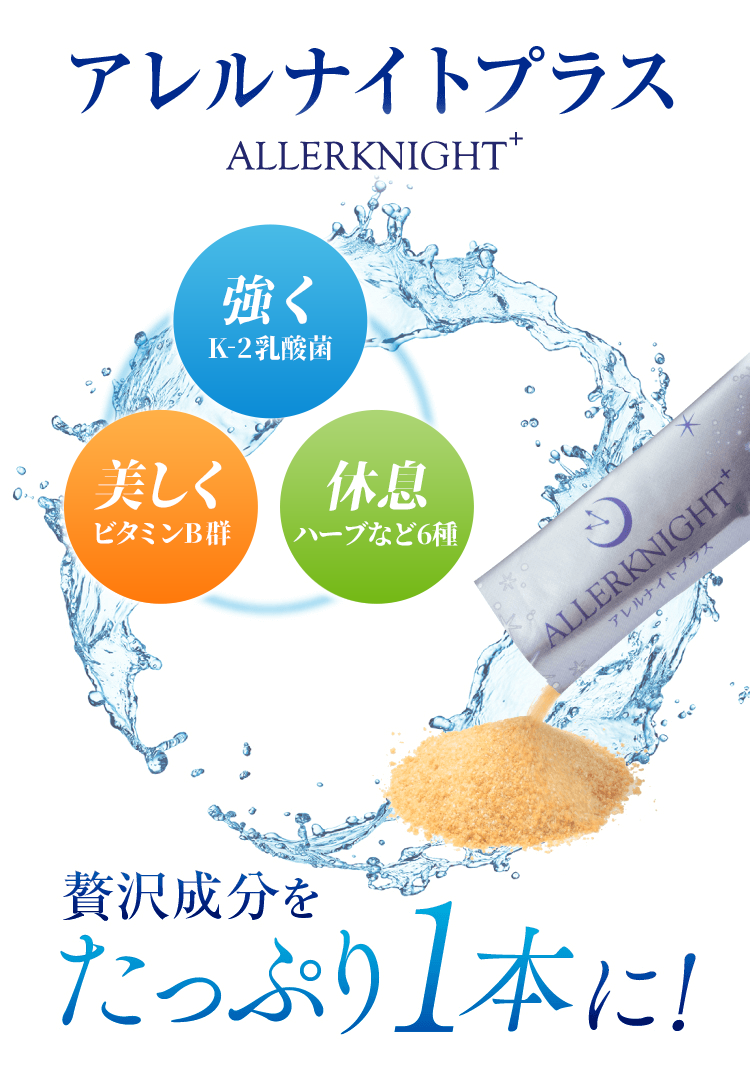 アレルナイトプラス
ALLERKNIGHT+
強く
K-2乳酸菌
美しく
ビタミンB群
休息
ハーブなど6種
ALLERKNIGHT+
アレルナイトプラス
贅沢成分を
たっぷり1本に!